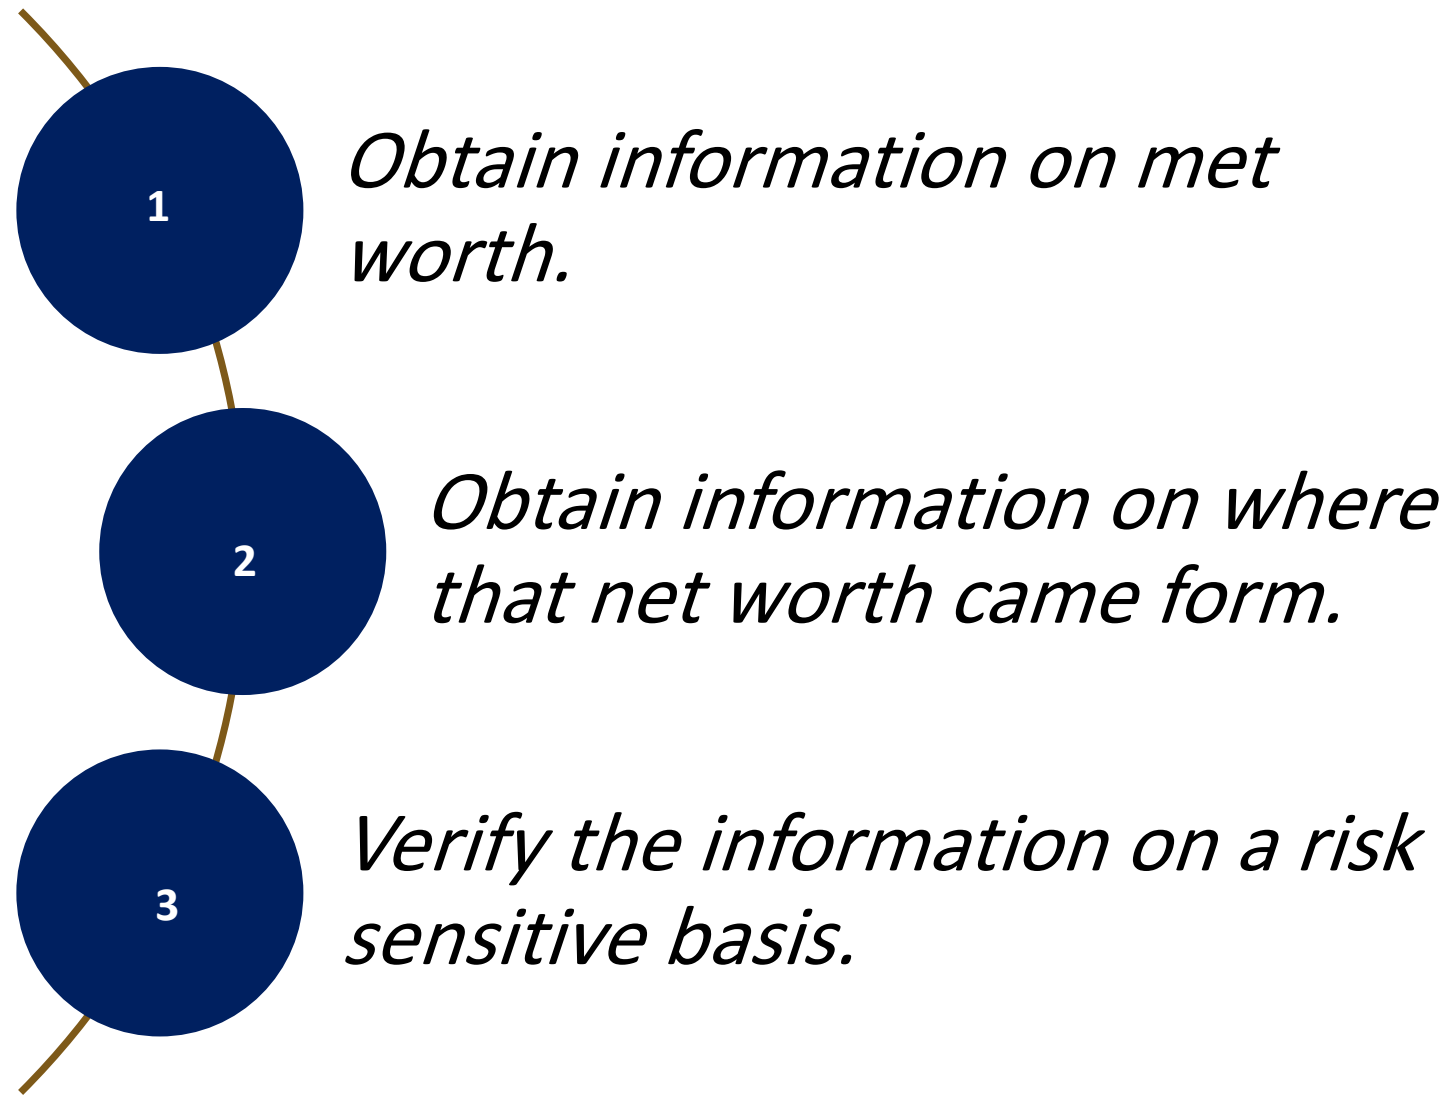 1
Obtain information on met
worth.
2
Obtain information on where
that net worth came form.
3
Verify the information on a risk
sensitive basis.